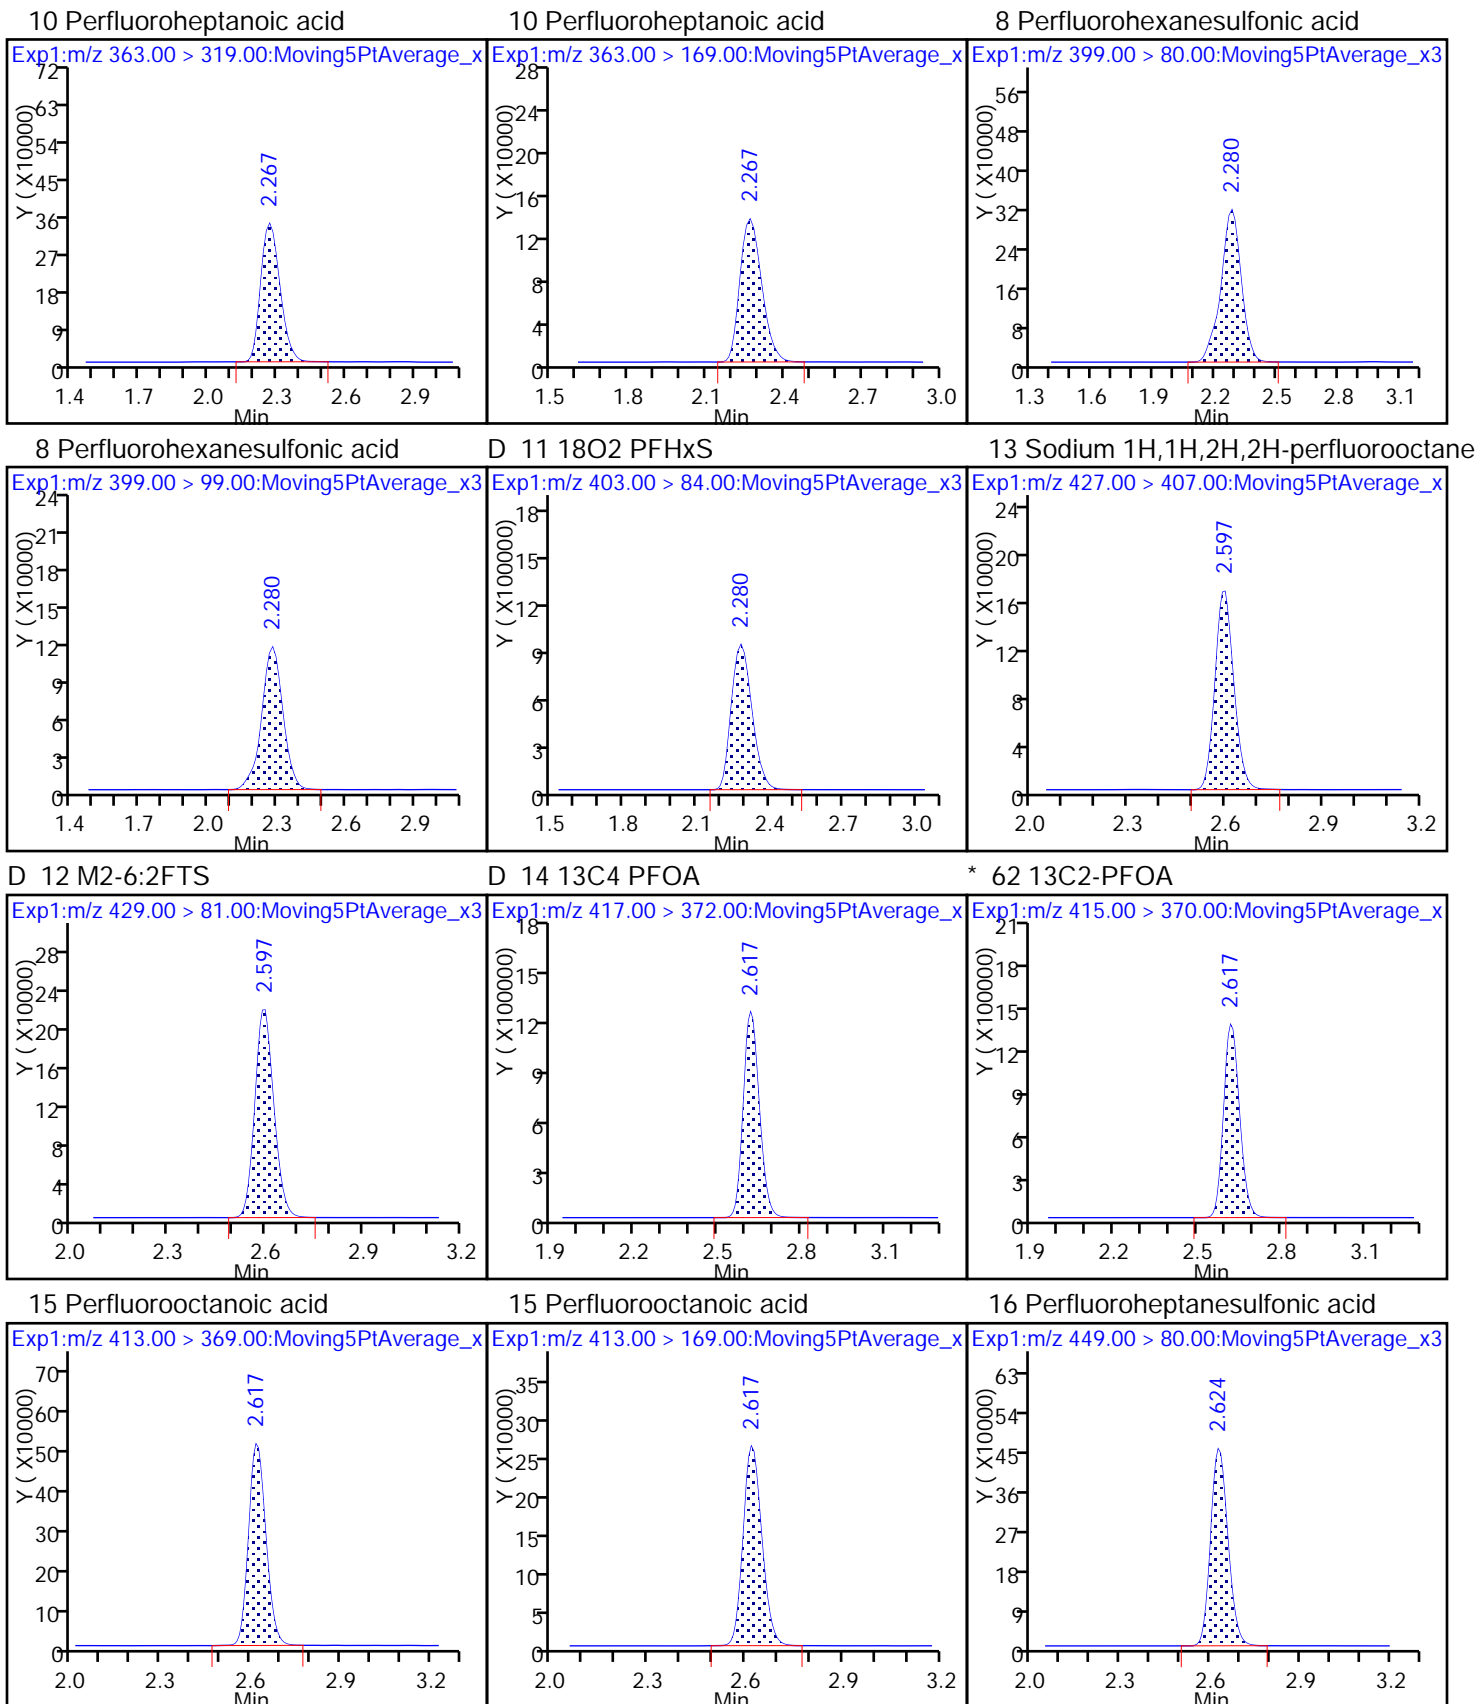 10 Perfluoroheptanoic acid
Exp1:m/z 363.00 > 319.00:Moving5PtAverage_x
Y ( X10000)
72
63
54
45
36
27
18
9
0
2.267
1.4 1.7 2.0 2.3 2.6 2.9
Min
10 Perfluoroheptanoic acid
Exp1:m/z 363.00 > 169.00:Moving5PtAverage_x
Y ( X10000)
28
24
20
16
12
8
4
0
2.267
1.5 1.8 2.1 2.4 2.7 3.0
Min
8 Perfluorohexanesulfonic acid
Exp1:m/z 399.00 > 80.00:Moving5PtAverage_x3
Y ( X10000)
56
48
40
32
24
16
8
0
2.280
1.3 1.6 1.9 2.2 2.5 2.8 3.1
Min
8 Perfluorohexanesulfonic acid
Exp1:m/z 399.00 > 99.00:Moving5PtAverage_x3
Y ( X10000)
24
21
18
15
12
9
6
3
0
2.280
1.4 1.7 2.0 2.3 2.6 2.9
Min
D 11 18O2 PFHxS
Exp1:m/z 403.00 > 84.00:Moving5PtAverage_x3
Y ( X100000)
18
15
12
9
6
3
0
2.280
1.5 1.8 2.1 2.4 2.7 3.0
Min
13 Sodium 1H,1H,2H,2H-perfluorooctane
Exp1:m/z 427.00 > 407.00:Moving5PtAverage_x
Y ( X10000)
24
20
16
12
8
4
0
2.597
2.0 2.3 2.6 2.9 3.2
Min
D 12 M2-6:2FTS
Exp1:m/z 429.00 > 81.00:Moving5PtAverage_x3
Y ( X10000)
28
24
20
16
12
8
4
0
2.597
2.0 2.3 2.6 2.9 3.2
Min
D 14 13C4 PFOA
Exp1:m/z 417.00 > 372.00:Moving5PtAverage_x
Y ( X100000)
18
15
12
9
6
3
0
2.617
1.9 2.2 2.5 2.8 3.1
Min
* 62 13C2-PFOA
Exp1:m/z 415.00 > 370.00:Moving5PtAverage_x
Y ( X100000)
21
18
15
12
9
6
3
0
2.617
1.9 2.2 2.5 2.8 3.1
Min
15 Perfluorooctanoic acid
Exp1:m/z 413.00 > 369.00:Moving5PtAverage_x
Y ( X10000)
70
60
50
40
30
20
10
0
2.617
2.0 2.3 2.6 2.9 3.2
Min
15 Perfluorooctanoic acid
Exp1:m/z 413.00 > 169.00:Moving5PtAverage_x
Y ( X10000)
35
30
25
20
15
10
5
0
2.617
2.0 2.3 2.6 2.9 3.2
Min
16 Perfluoroheptanesulfonic acid
Exp1:m/z 449.00 > 80.00:Moving5PtAverage_x3
Y ( X10000)
63
54
45
36
27
18
9
0
2.624
2.0 2.3 2.6 2.9 3.2
Min